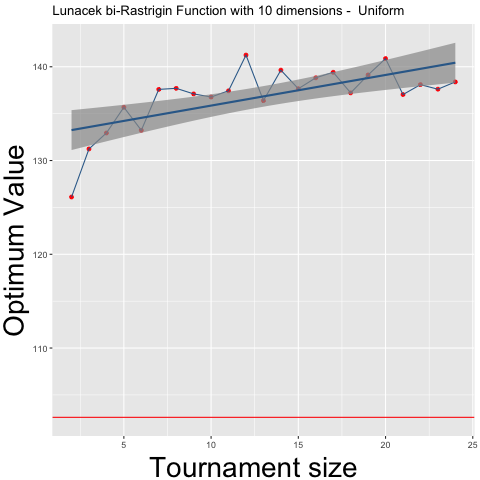 Lunacek bi-Rastrigin Function with 10 dimensions -  Uniform
140
130
120
110
Optimum Value
5 10 15 20 25
Tournament size